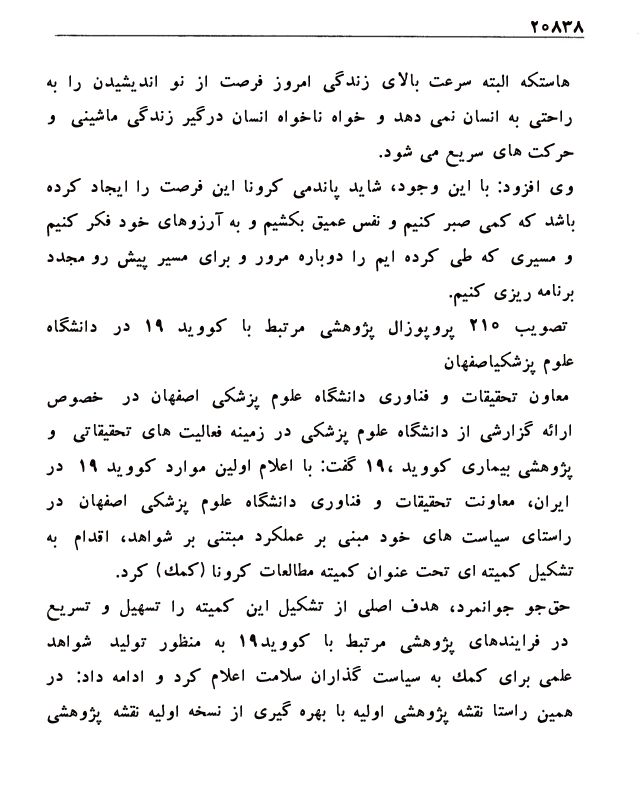 ۲۰۸۳۸
هاستکه البته سرعت بالای زندگی امروز فرصت از نو اندیشیدن را به
راحتی به انسان نمی دهد و خواه ناخواه انسان درگیر زندگی ماشینی و
حرکت های سریع می شود.
وی افزود: با این وجود، شاید پاندمی کرونا این فرصت را ایجاد کرده
باشد که کمی صبر کنیم و نفس عمیق بکشیم و به آرزوهای خود فکر کنیم
و مسیری که طی کرده ایم را دوباره مرور و برای مسیر پیش رو مجدد
برنامه ریزی کنیم.
تصویب ۲۱۰ پروپوزال پژوهشی مرتبط با کووید ۱۹ در دانشگاه
علوم پزشکیاصفهان
معاون تحقیقات و فناوری دانشگاه علوم پزشکی اصفهان در خصوص
ارائه گزارشی از دانشگاه علوم پزشکی در زمینه فعالیت های تحقیقاتی و
پژوهشی بیماری کووید ،۱۹ گفت: با اعلام اولین موارد کووید ۱۹ در
ایران، معاونت تحقیقات و فناوری دانشگاه علوم پزشکی اصفهان در
راستای سیاست های خود مبنی بر عملکرد مبتنی بر شواهد، اقدام به
تشکیل کمیته ای تحت عنوان کمیته مطالعات کرونا (کمك) کرد.
حق‌جو جوانمرد، هدف اصلی از تشکیل این کمیته را تسهیل و تسریع
در فرایندهای پژوهشی مرتبط با کووید۱۹ به منظور تولید شواهد
علمی برای کمك به سیاست گذاران سلامت اعلام کرد و ادامه داد: در
همین راستا نقشه پژوهشی اولیه با بهره گیری از نسخه اولیه نقشه پژوهشی